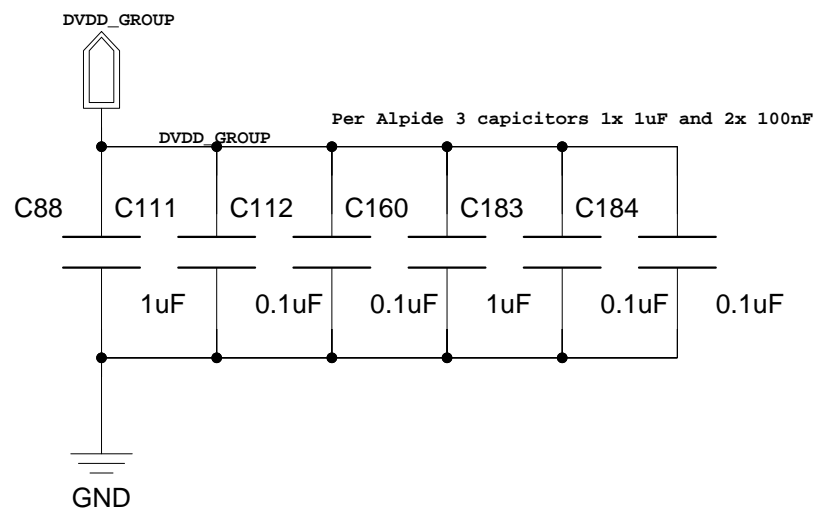 DVDD_GROUP
Per Alpide 3 capicitors 1x 1uF and 2x 100nF
DVDD_GROUP
C88 C111 C112 C160 C183 C184
1uF 0.1uF 0.1uF 1uF 0.1uF 0.1uF
GND